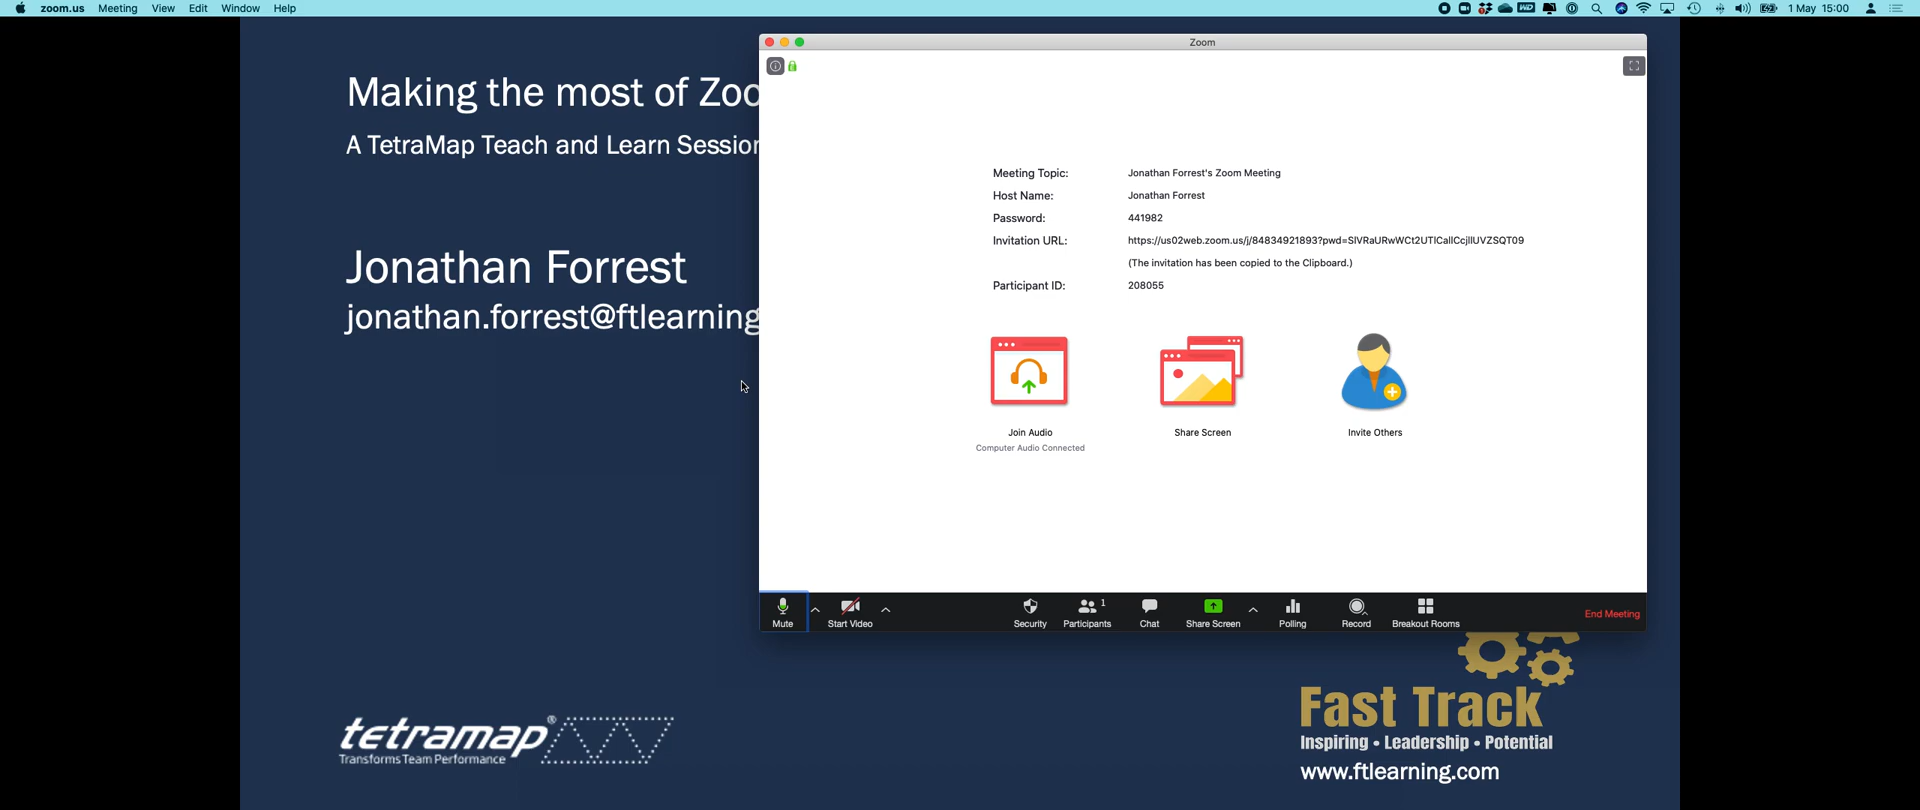 zoom.us Meeting View Edit Window Help
1 May 15:00
Making the most of Zoo
A TetraMap Teach and Learn Session
Jonathan Forrest
jonathan.forrest@ftlearning
Zoom
Meeting Topic: Jonathan Forrest's Zoom Meeting
Host Name: Jonathan Forrest
Password: 441982
Invitation URL: https://us02web.zoom.us/j/84834921893?pwd=SlVRaURwWCt2UTlCallCcjllUVZSQT09
(The invitation has been copied to the Clipboard.)
Participant ID: 208055
Join Audio
Computer Audio Connected
Share Screen
Invite Others
Mute
Start Video
Security
Participants 1
Chat
Share Screen
Polling
Record
Breakout Rooms
End Meeting
tetramap®
Transforms Team Performance
Fast Track
Inspiring • Leadership • Potential
www.ftlearning.com